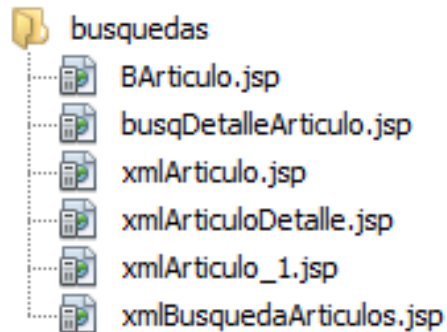 busquedas
BArticulo.jsp
busqDetalleArticulo.jsp
xmlArticulo.jsp
xmlArticuloDetalle.jsp
xmlArticulo_1.jsp
xmlBusquedaArticulos.jsp